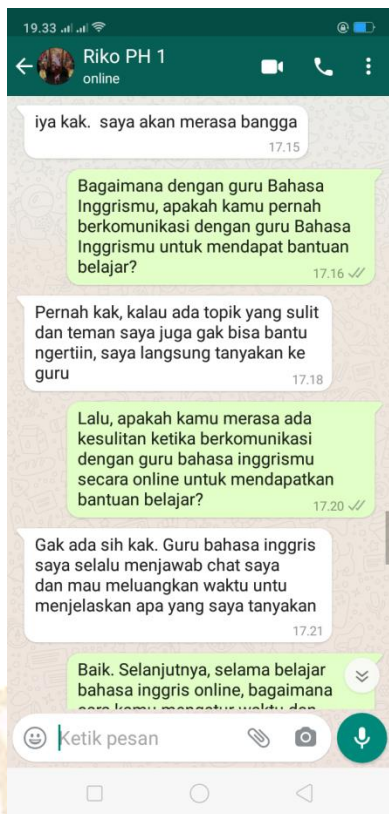 19.33
Riko PH 1
online
iya kak. saya akan merasa bangga
17.15
Bagaimana dengan guru Bahasa
Inggrismu, apakah kamu pernah
berkomunikasi dengan guru Bahasa
Inggrismu untuk mendapat bantuan
belajar?
17.16
Pernah kak, kalau ada topik yang sulit
dan teman saya juga gak bisa bantu
ngertiin, saya langsung tanyakan ke
guru
17.18
Lalu, apakah kamu merasa ada
kesulitan ketika berkomunikasi
dengan guru bahasa inggrismu
secara online untuk mendapatkan
bantuan belajar?
17.20
Gak ada sih kak. Guru bahasa inggris
saya selalu menjawab chat saya
dan mau meluangkan waktu untu
menjelaskan apa yang saya tanyakan
17.21
Baik. Selanjutnya, selama belajar
bahasa inggris online, bagaimana
cara kamu mengatur waktu dan
Ketik pesan